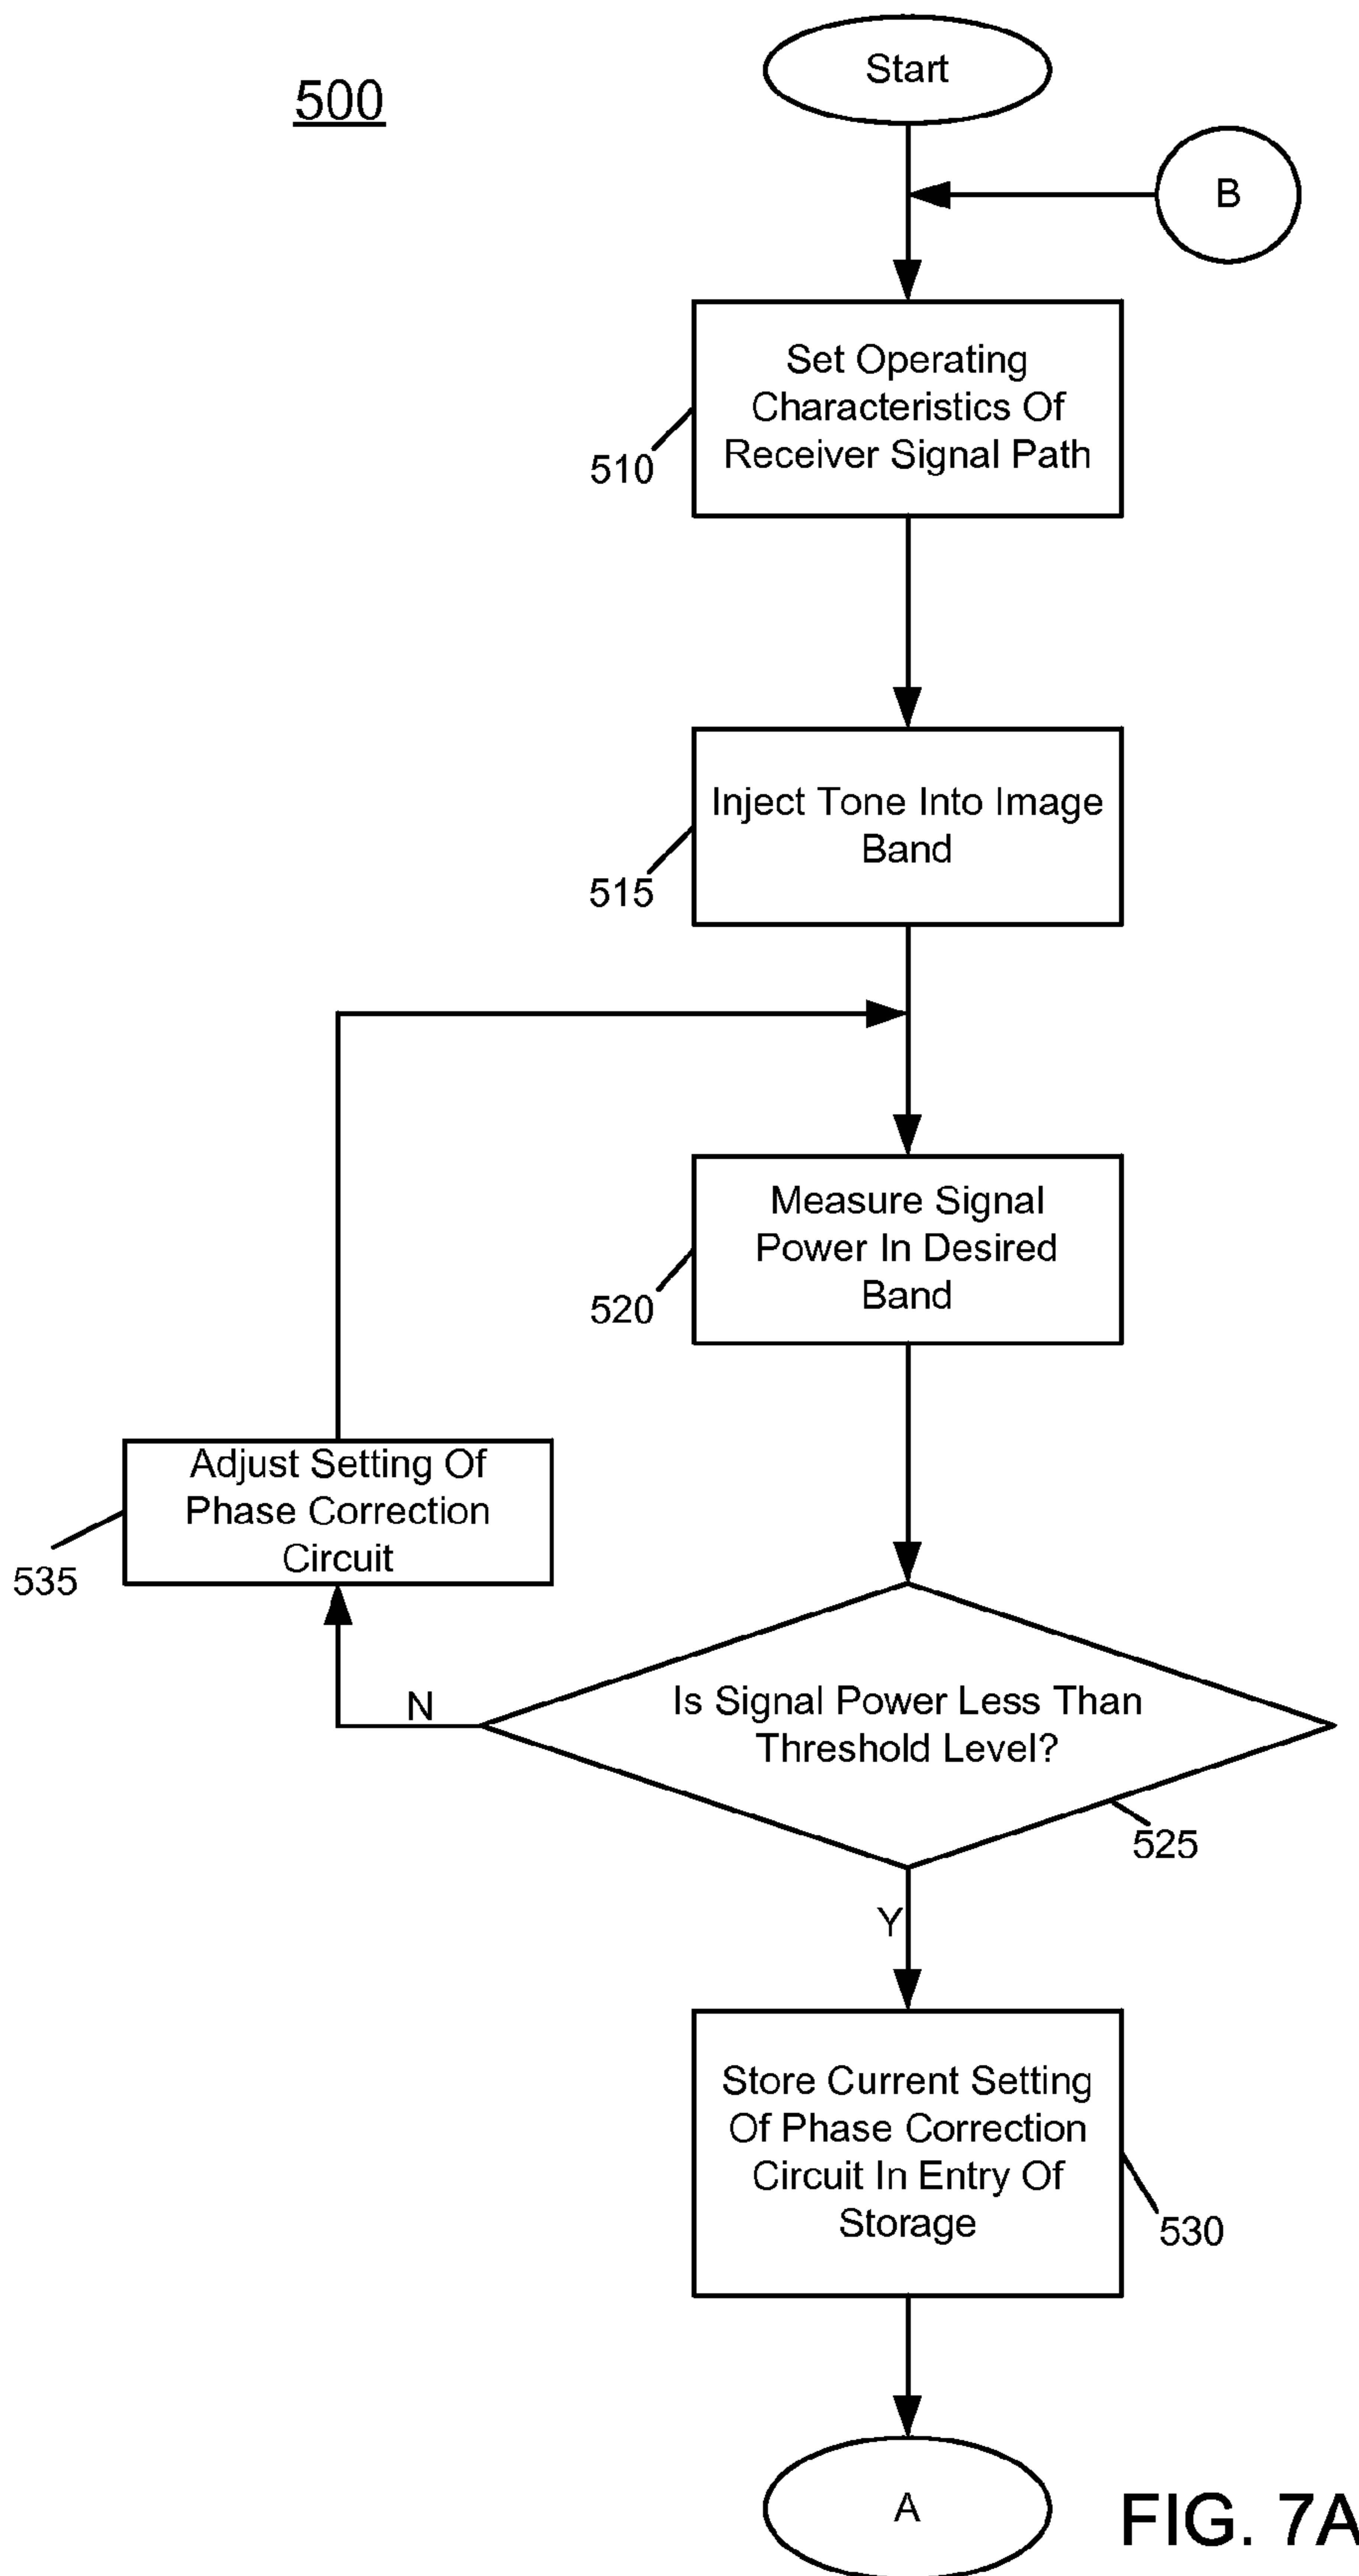 500
Start
B
Set Operating
Characteristics Of
Receiver Signal Path
510
Inject Tone Into Image
Band
515
Measure Signal
Power In Desired
Band
520
Adjust Setting Of
Phase Correction
Circuit
535
N
Is Signal Power Less Than
Threshold Level?
525
Y
Store Current Setting
Of Phase Correction
Circuit In Entry Of
Storage
530
A
FIG. 7A